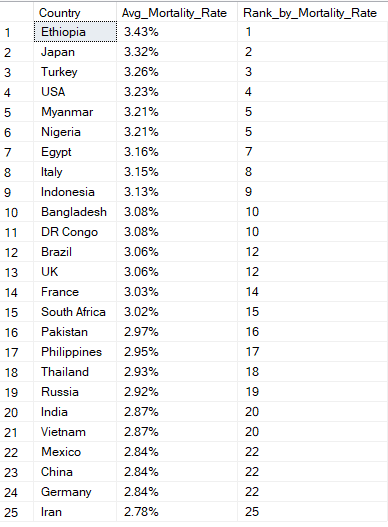 Country Avg_Mortality_Rate Rank_by_Mortality_Rate
1 Ethiopia 3.43% 1
2 Japan 3.32% 2
3 Turkey 3.26% 3
4 USA 3.23% 4
5 Myanmar 3.21% 5
6 Nigeria 3.21% 5
7 Egypt 3.16% 7
8 Italy 3.15% 8
9 Indonesia 3.13% 9
10 Bangladesh 3.08% 10
11 DR Congo 3.08% 10
12 Brazil 3.06% 12
13 UK 3.06% 12
14 France 3.03% 14
15 South Africa 3.02% 15
16 Pakistan 2.97% 16
17 Philippines 2.95% 17
18 Thailand 2.93% 18
19 Russia 2.92% 19
20 India 2.87% 20
21 Vietnam 2.87% 20
22 Mexico 2.84% 22
23 China 2.84% 22
24 Germany 2.84% 22
25 Iran 2.78% 25